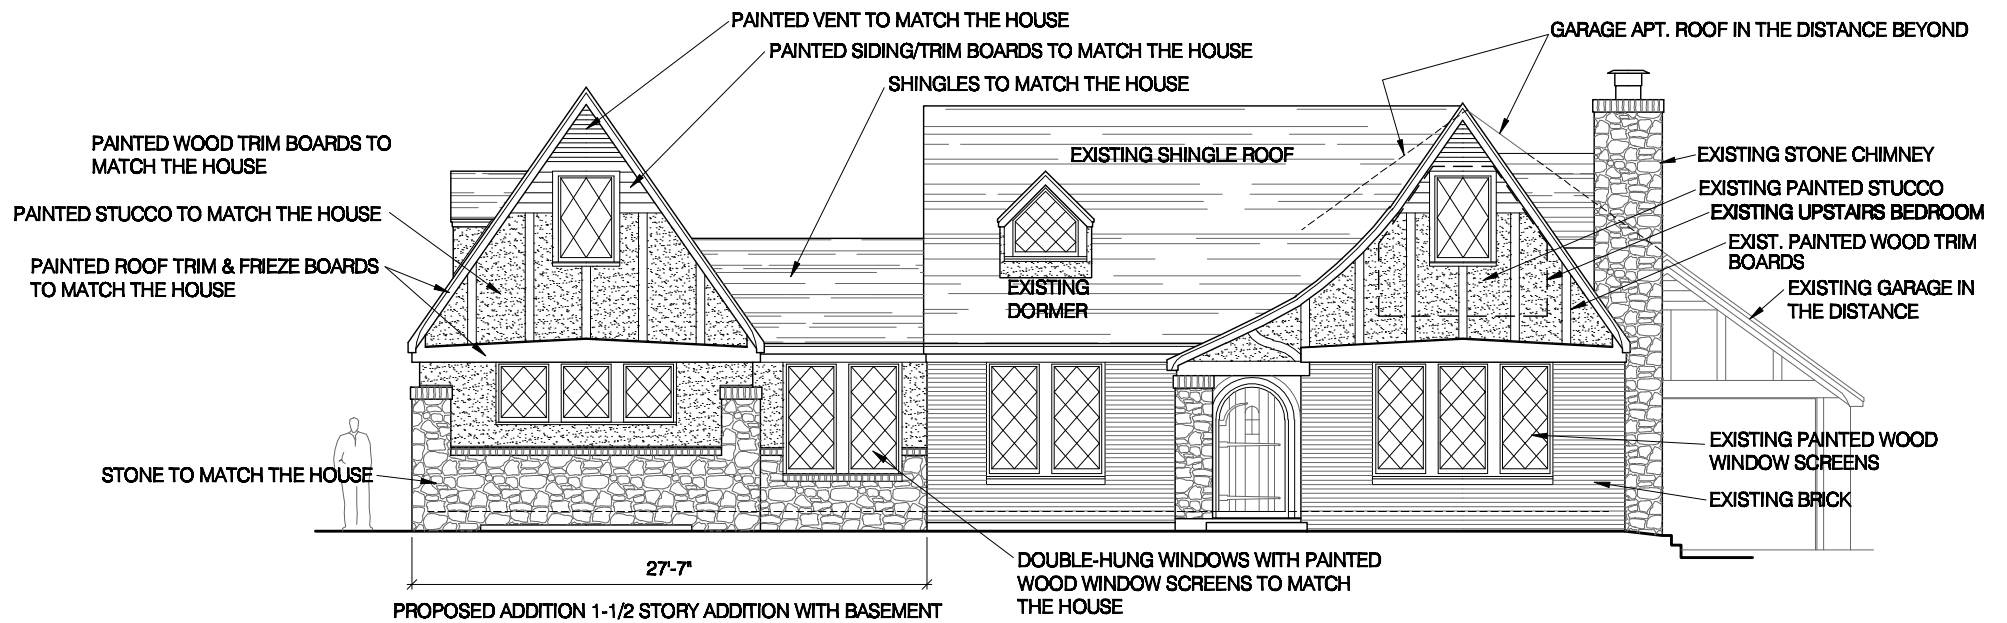 PAINTED VENT TO MATCH THE HOUSE
PAINTED SIDING/TRIM BOARDS TO MATCH THE HOUSE
SHINGLES TO MATCH THE HOUSE
GARAGE APT. ROOF IN THE DISTANCE BEYOND
PAINTED WOOD TRIM BOARDS TO
MATCH THE HOUSE
PAINTED STUCCO TO MATCH THE HOUSE
PAINTED ROOF TRIM & FRIEZE BOARDS
TO MATCH THE HOUSE
STONE TO MATCH THE HOUSE
EXISTING SHINGLE ROOF
EXISTING
DORMER
EXISTING STONE CHIMNEY
EXISTING PAINTED STUCCO
EXISTING UPSTAIRS BEDROOM
EXIST. PAINTED WOOD TRIM
BOARDS
EXISTING GARAGE IN
THE DISTANCE
EXISTING PAINTED WOOD
WINDOW SCREENS
EXISTING BRICK
DOUBLE-HUNG WINDOWS WITH PAINTED
WOOD WINDOW SCREENS TO MATCH
THE HOUSE
27'-7"
PROPOSED ADDITION 1-1/2 STORY ADDITION WITH BASEMENT